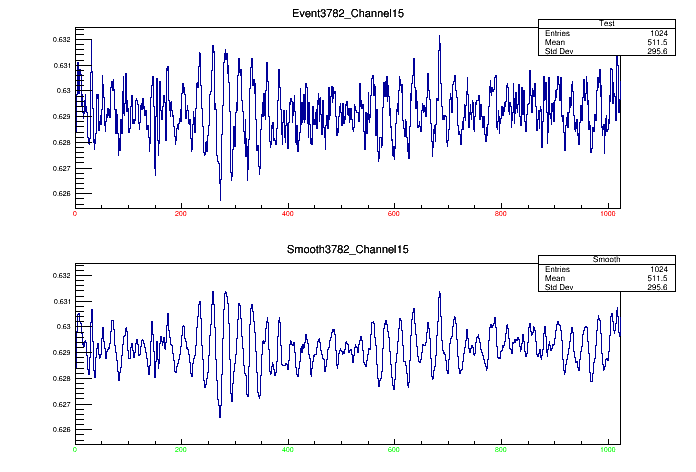 Event3782_Channel15
Test
Entries 1024
Mean 511.5
Std Dev 295.6
0.632
0.631
0.63
0.629
0.628
0.627
0.626
0 200 400 600 800 1000
Smooth3782_Channel15
Smooth
Entries 1024
Mean 511.5
Std Dev 295.6
0.632
0.631
0.63
0.629
0.628
0.627
0.626
0 200 400 600 800 1000